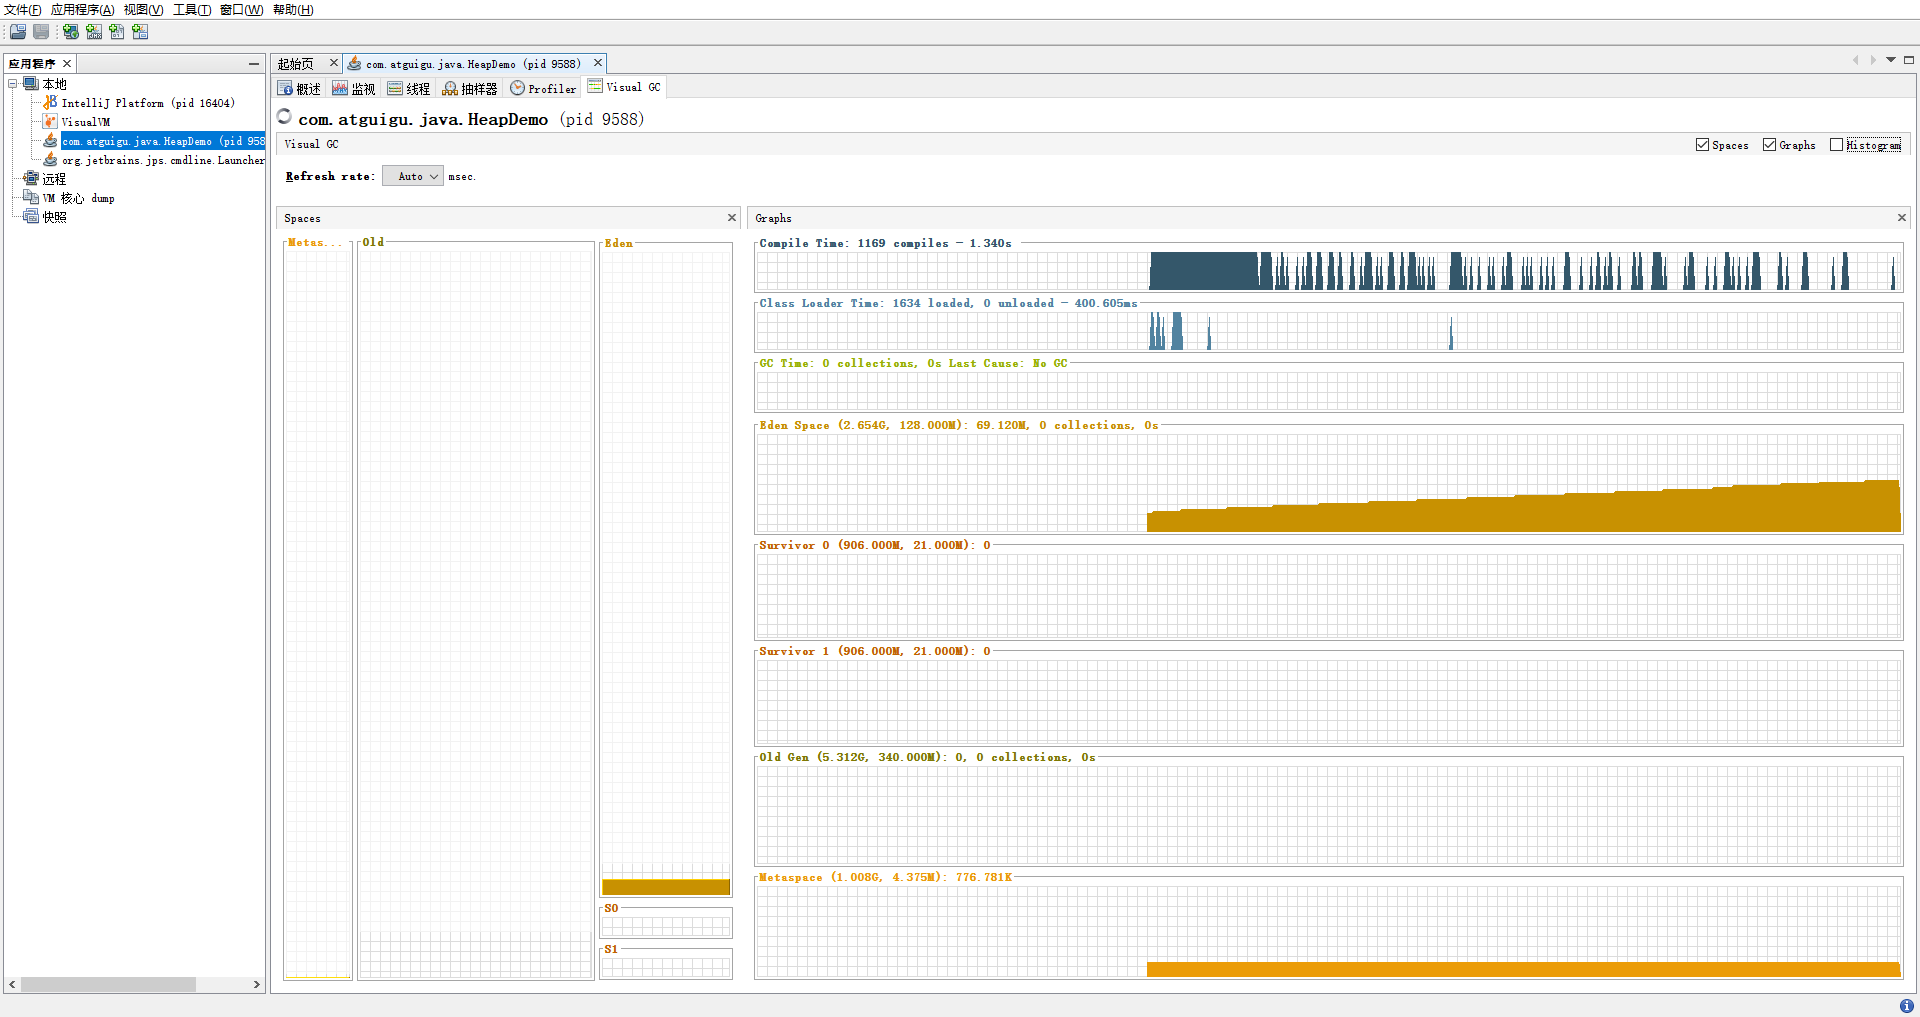 文件(F) 应用程序(A) 视图(V) 工具(T) 窗口(W) 帮助(H)
应用程序
本地
IntelliJ Platform (pid 16404)
VisualVM
com.atguigu.java.HeapDemo (pid 958
org.jetbrains.jps.cmdline.Launcher
远程
VM 核心 dump
快照
起始页 com.atguigu.java.HeapDemo (pid 9588)
概述 监视 线程 抽样器 Profiler Visual GC
com.atguigu.java.HeapDemo (pid 9588)
Visual GC Spaces Graphs Histogram
Refresh rate: Auto msec.
Spaces
Metas... Old Eden
S0
S1
Graphs
Compile Time: 1169 compiles - 1.340s
Class Loader Time: 1634 loaded, 0 unloaded - 400.605ms
GC Time: 0 collections, 0s Last Cause: No GC
Eden Space (2.654G, 128.000M): 69.120M, 0 collections, 0s
Survivor 0 (906.000M, 21.000M): 0
Survivor 1 (906.000M, 21.000M): 0
Old Gen (5.312G, 340.000M): 0, 0 collections, 0s
Metaspace (1.008G, 4.375M): 776.781K